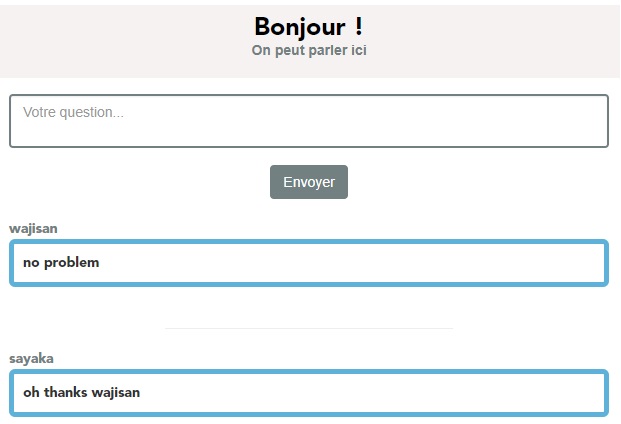 Bonjour !
On peut parler ici
Votre question...
Envoyer
wajisan
no problem
sayaka
oh thanks wajisan